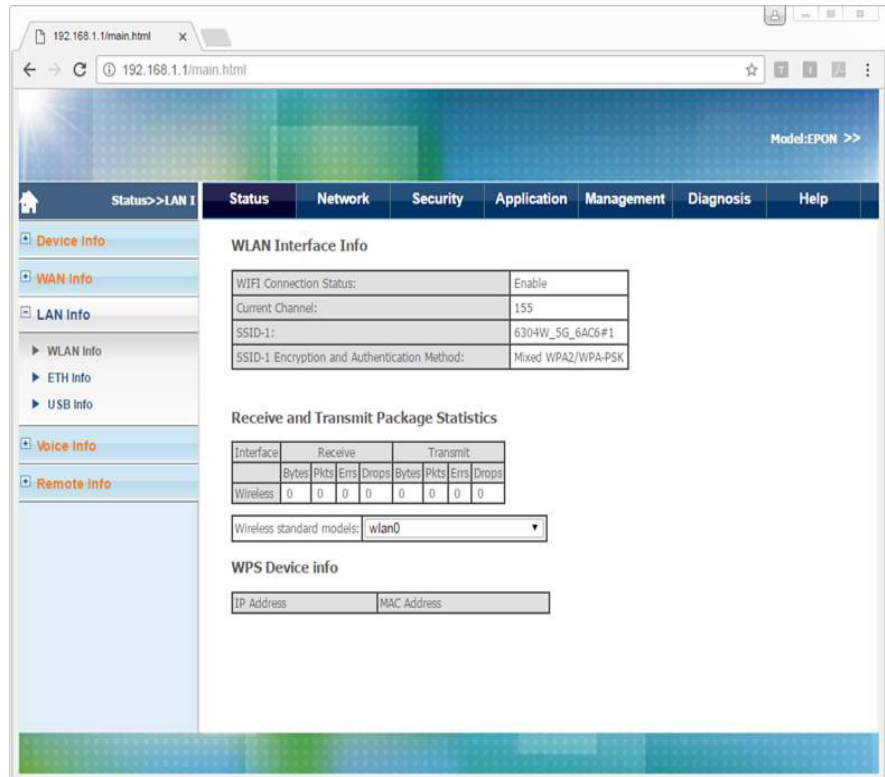 192.168.1.1/main.html
192.168.1.1/main.html
Model:EPON >>
Status>>LAN I
Status Network Security Application Management Diagnosis Help
Device Info
WAN Info
LAN Info
WLAN Info
ETH Info
USB Info
Voice Info
Remote Info
WLAN Interface Info
WIFI Connection Status: Enable
Current Channel: 155
SSID-1: 6304W_5G_6AC6#1
SSID-1 Encryption and Authentication Method: Mixed WPA2/WPA-PSK
Receive and Transmit Package Statistics
Interface Receive Transmit
Bytes Pkts Errs Drops Bytes Pkts Errs Drops
Wireless 0 0 0 0 0 0 0 0
Wireless standard models: wlan0
WPS Device info
IP Address MAC Address